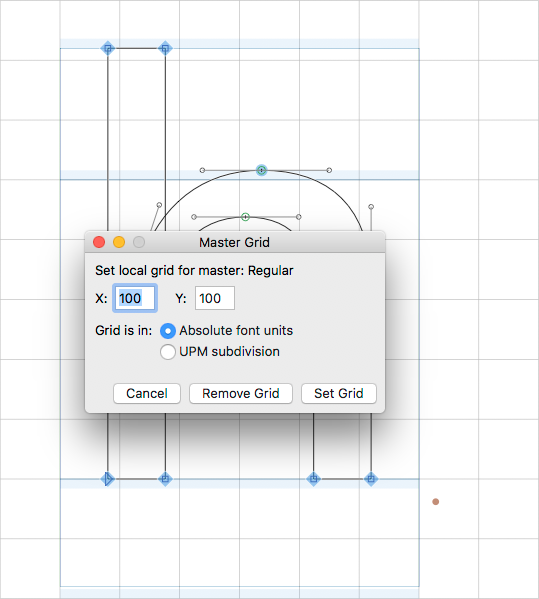 Master Grid
Set local grid for master: Regular
X: 100 Y: 100
Grid is in: Absolute font units
UPM subdivision
Cancel Remove Grid Set Grid